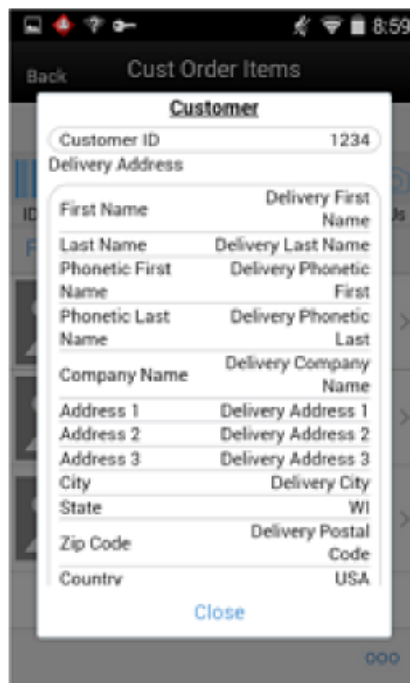 8:59
Back Cust Order Items
Customer
Customer ID 1234
Delivery Address
First Name Delivery First Name
Last Name Delivery Last Name
Phonetic First Name Delivery Phonetic First
Phonetic Last Name Delivery Phonetic Last
Company Name Delivery Company Name
Address 1 Delivery Address 1
Address 2 Delivery Address 2
Address 3 Delivery Address 3
City Delivery City
State WI
Zip Code Delivery Postal Code
Country USA
Close